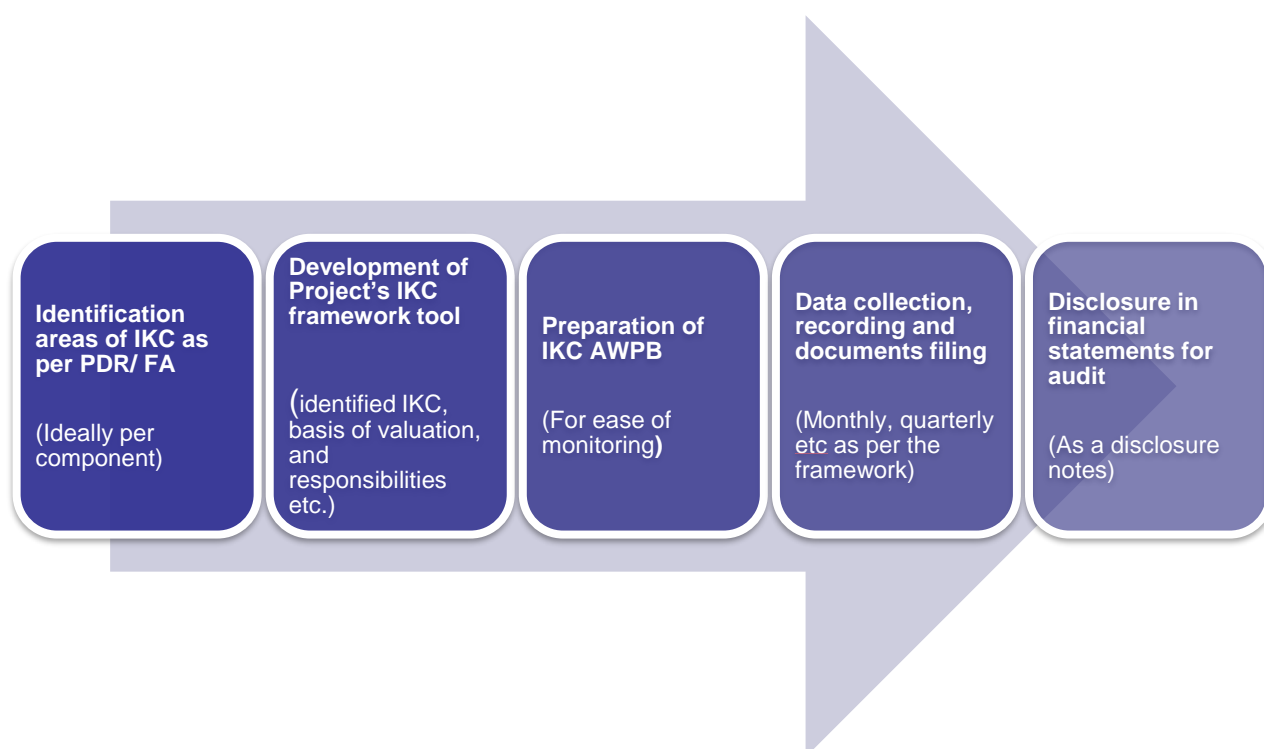 Identification
areas of IKC as
per PDR/ FA
(Ideally per
component)
Development of
Project’s IKC
framework tool
(identified IKC,
basis of valuation,
and
responsibilities
etc.)
Preparation of
IKC AWPB
(For ease of
monitoring)
Data collection,
recording and
documents filing
(Monthly, quarterly
etc as per the
framework)
Disclosure in
financial
statements for
audit
(As a disclosure
notes)